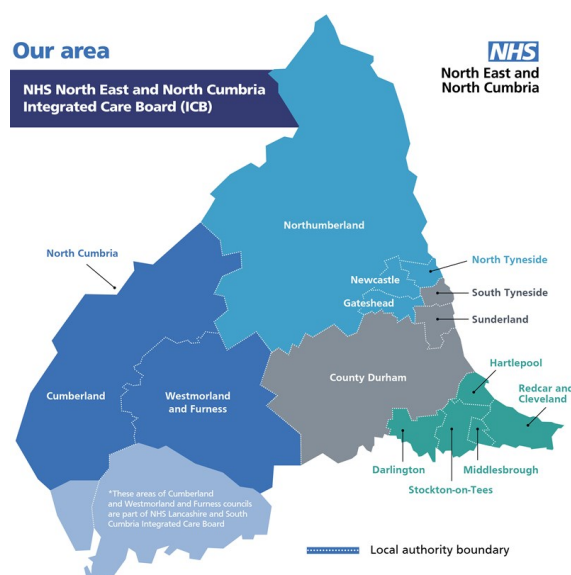 Our area
NHS
North East and
North Cumbria
NHS North East and North Cumbria
Integrated Care Board (ICB)
Northumberland
North Cumbria
North Tyneside
Newcastle
South Tyneside
Gateshead
Sunderland
Hartlepool
County Durham
Redcar and
Cleveland
Cumberland
Westmorland
and Furness
Darlington
Middlesbrough
Stockton-on-Tees
*These areas of Cumberland
and Westmorland and Furness councils
are part of NHS Lancashire and South
Cumbria Integrated Care Board
Local authority boundary